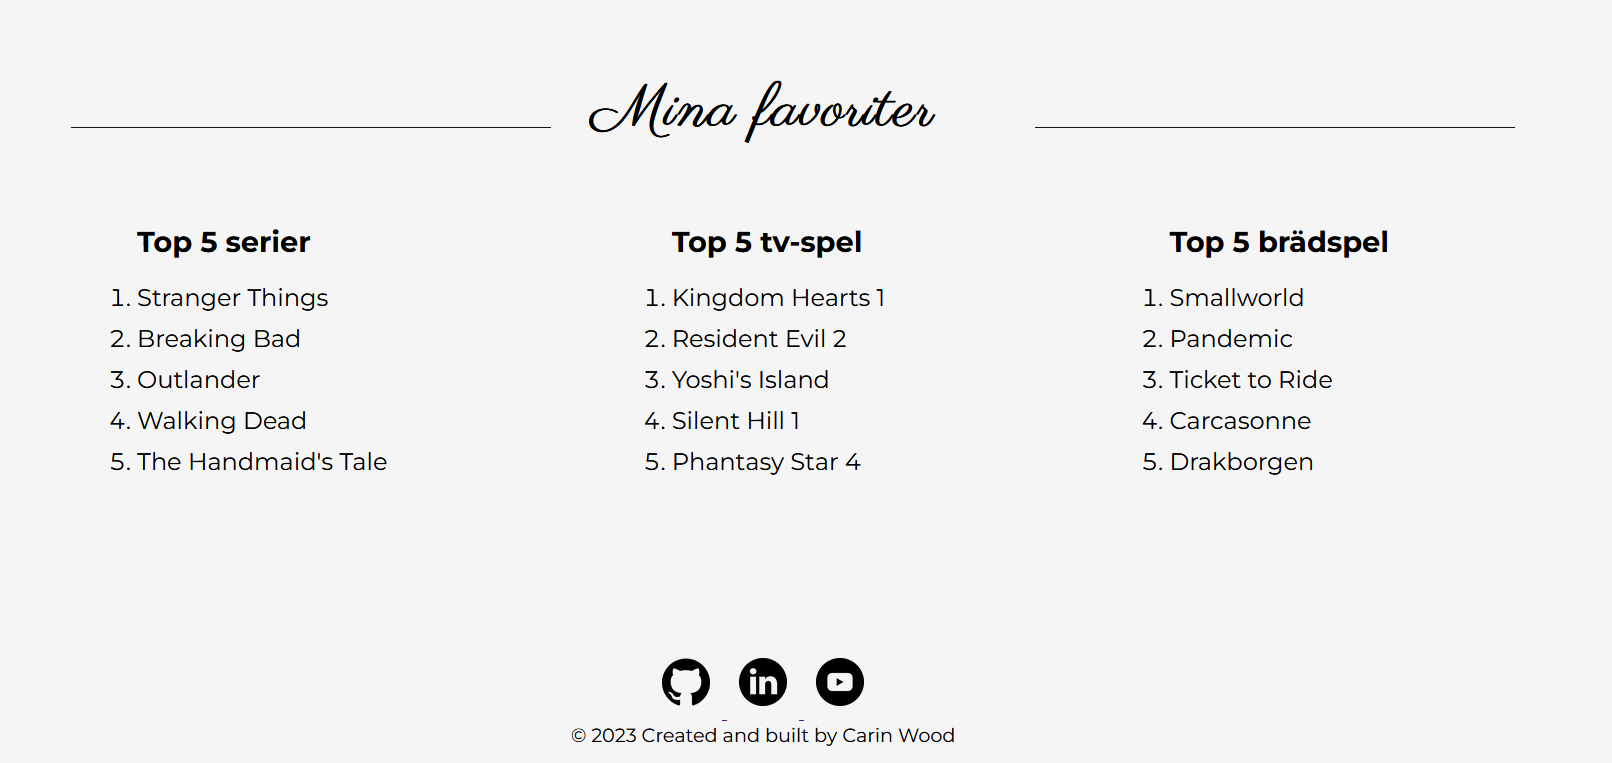 Mina favoriter
Top 5 serier
1. Stranger Things
2. Breaking Bad
3. Outlander
4. Walking Dead
5. The Handmaid's Tale
Top 5 tv-spel
1. Kingdom Hearts 1
2. Resident Evil 2
3. Yoshi's Island
4. Silent Hill 1
5. Phantasy Star 4
Top 5 brädspel
1. Smallworld
2. Pandemic
3. Ticket to Ride
4. Carcasonne
5. Drakborgen
in
© 2023 Created and built by Carin Wood